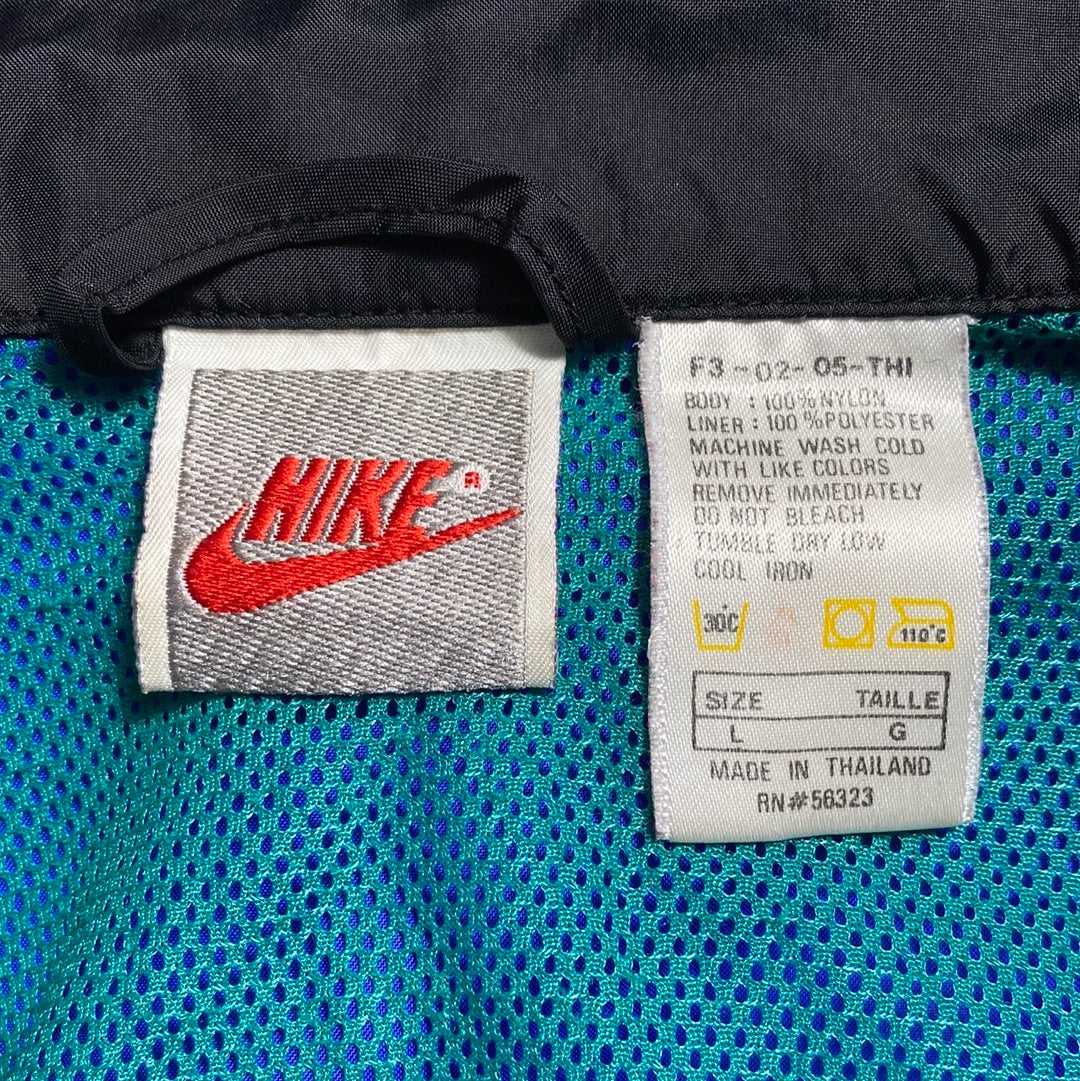 NIKE®
F3-02-05-THI
BODY : 100% NYLON
LINER : 100 % POLYESTER
MACHINE WASH COLD
WITH LIKE COLORS
REMOVE IMMEDIATELY
DO NOT BLEACH
TUMBLE DRY LOW
COOL IRON
30°C 110°C
SIZE TAILLE
L G
MADE IN THAILAND
RN#56323